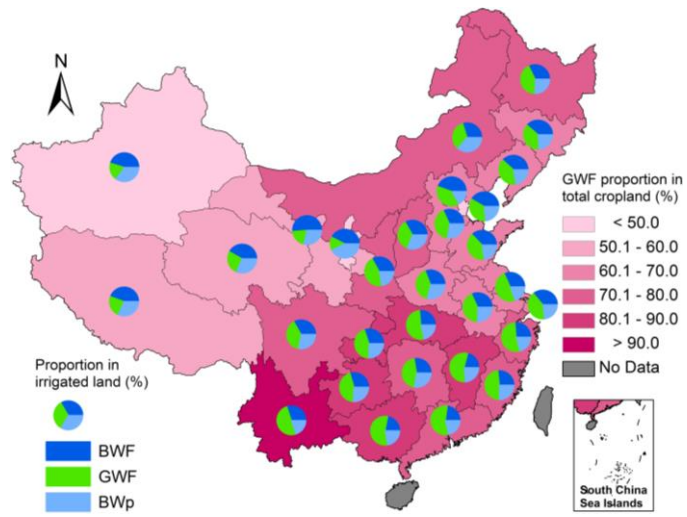 N
GWF proportion in
total cropland (%)
< 50.0
50.1 - 60.0
60.1 - 70.0
70.1 - 80.0
80.1 - 90.0
> 90.0
No Data
Proportion in
irrigated land (%)
BWF
GWF
BWp
South China
Sea Islands